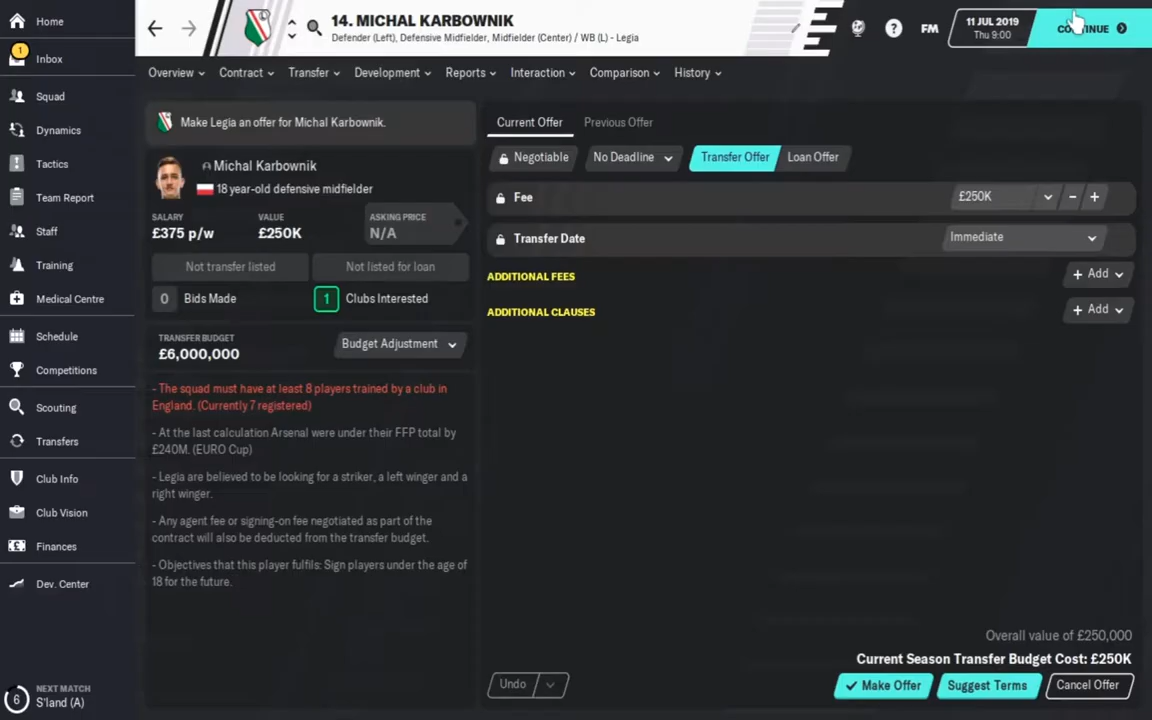 Home
1
Inbox
Squad
Dynamics
Tactics
Team Report
Staff
Training
Medical Centre
Schedule
Competitions
Scouting
Transfers
Club Info
Club Vision
Finances
Dev. Center
6
NEXT MATCH
S'land (A)
14. MICHAL KARBOWNIK
Defender (Left), Defensive Midfielder, Midfielder (Center) / WB (L) - Legia
?
FM
11 JUL 2019
Thu 9:00
CONTINUE
Overview
Contract
Transfer
Development
Reports
Interaction
Comparison
History
Make Legia an offer for Michal Karbownik.
Michal Karbownik
18 year-old defensive midfielder
SALARY
£375 p/w
VALUE
£250K
ASKING PRICE
N/A
Not transfer listed
Not listed for loan
0 Bids Made
1 Clubs Interested
TRANSFER BUDGET
£6,000,000
Budget Adjustment
- The squad must have at least 8 players trained by a club in
England. (Currently 7 registered)
- At the last calculation Arsenal were under their FFP total by
£240M. (EURO Cup)
- Legia are believed to be looking for a striker, a left winger and a
right winger.
- Any agent fee or signing-on fee negotiated as part of the
contract will also be deducted from the transfer budget.
- Objectives that this player fulfils: Sign players under the age of
18 for the future.
Current Offer
Previous Offer
Negotiable
No Deadline
Transfer Offer
Loan Offer
Fee
£250K
- +
Transfer Date
Immediate
ADDITIONAL FEES
+ Add
ADDITIONAL CLAUSES
+ Add
Overall value of £250,000
Current Season Transfer Budget Cost: £250K
Undo
Make Offer
Suggest Terms
Cancel Offer